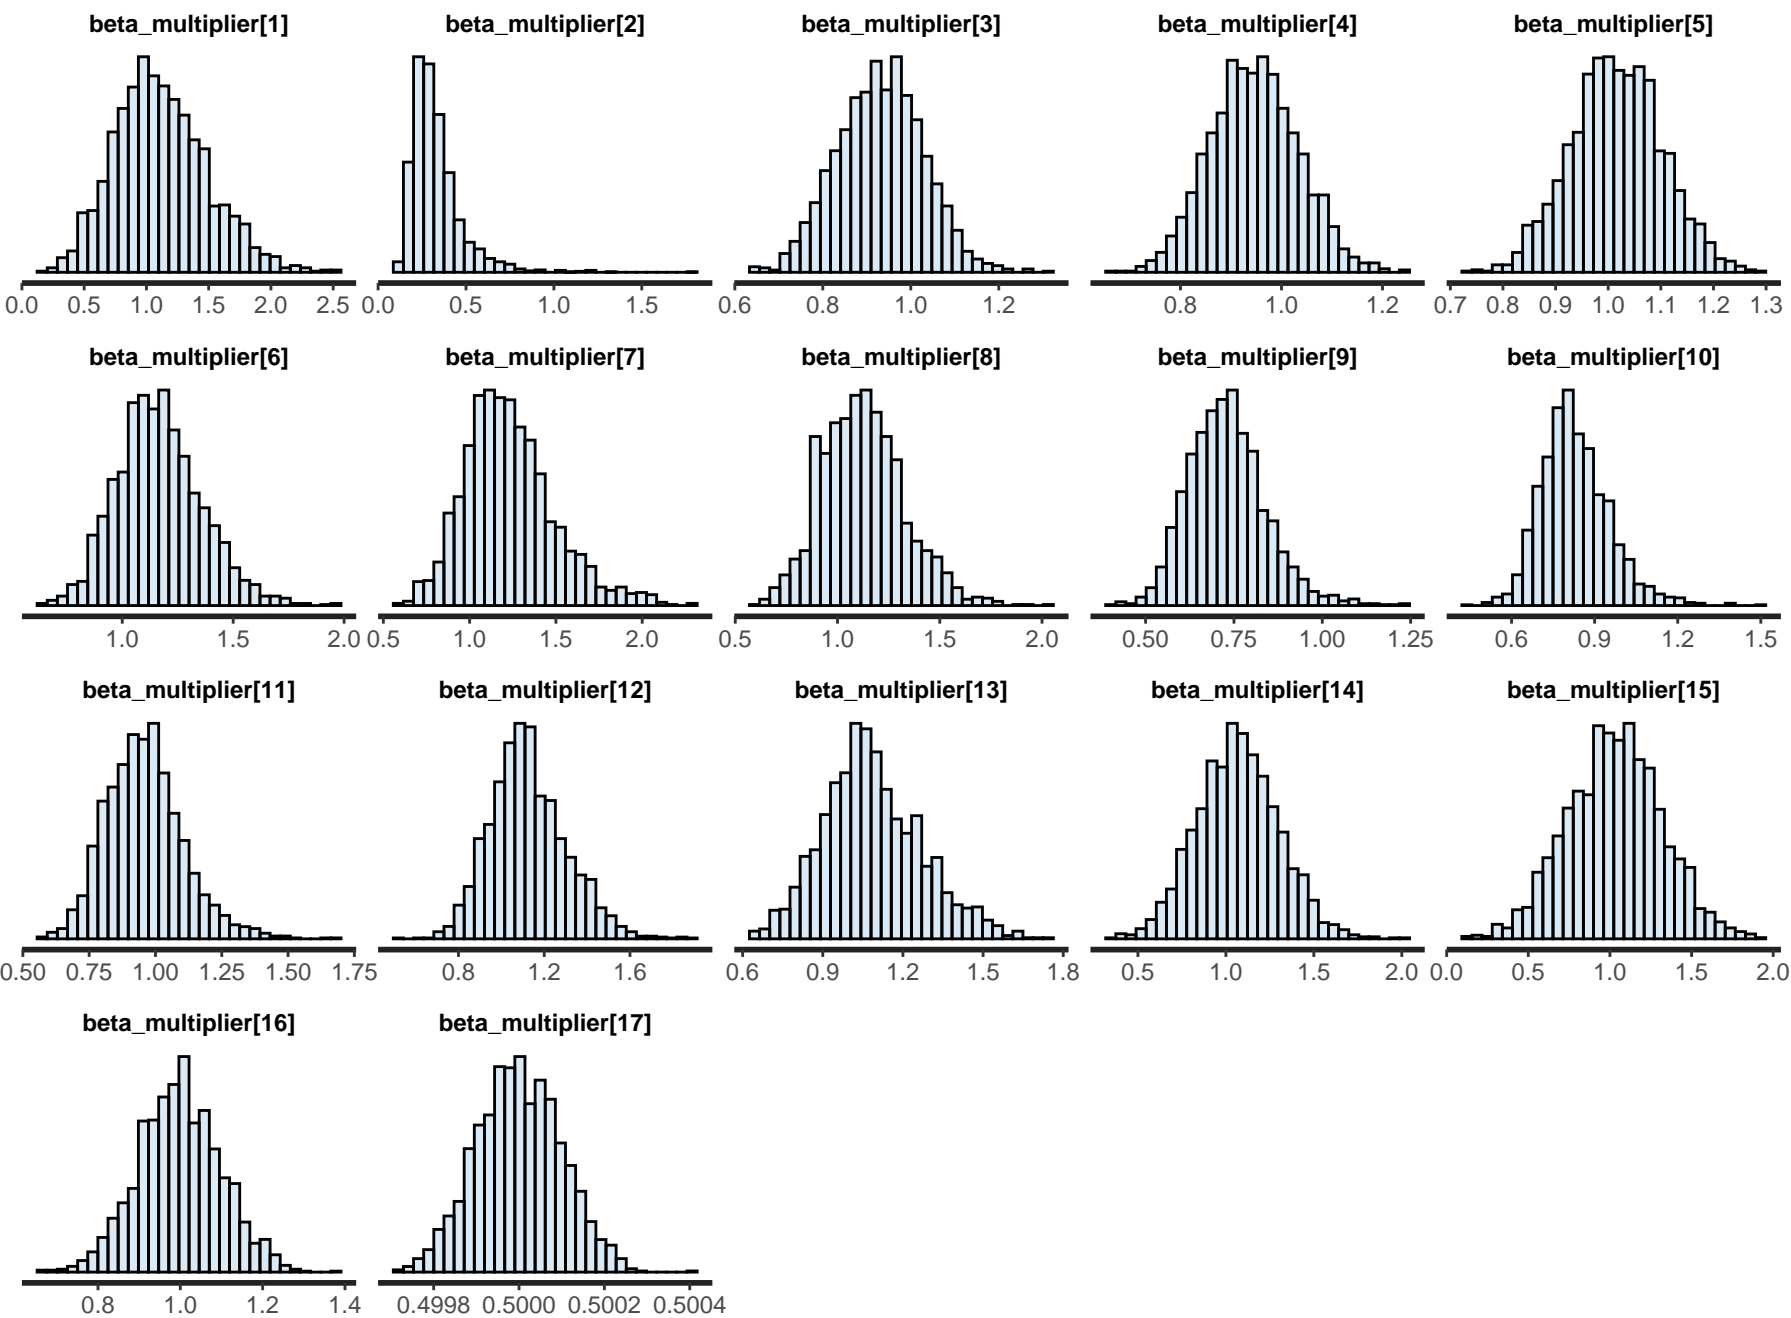 beta_multiplier[1] beta_multiplier[2] beta_multiplier[3] beta_multiplier[4] beta_multiplier[5]
0.0 0.5 1.0 1.5 2.0 2.5 0.0 0.5 1.0 1.5 0.6 0.8 1.0 1.2 0.8 1.0 1.2 0.7 0.8 0.9 1.0 1.1 1.2 1.3
beta_multiplier[6] beta_multiplier[7] beta_multiplier[8] beta_multiplier[9] beta_multiplier[10]
1.0 1.5 2.0 0.5 1.0 1.5 2.0 0.5 1.0 1.5 2.0 0.50 0.75 1.00 1.25 0.6 0.9 1.2 1.5
beta_multiplier[11] beta_multiplier[12] beta_multiplier[13] beta_multiplier[14] beta_multiplier[15]
0.50 0.75 1.00 1.25 1.50 1.75 0.8 1.2 1.6 0.6 0.9 1.2 1.5 1.8 0.5 1.0 1.5 2.0 0.0 0.5 1.0 1.5 2.0
beta_multiplier[16] beta_multiplier[17]
0.8 1.0 1.2 1.4 0.4998 0.5000 0.5002 0.5004